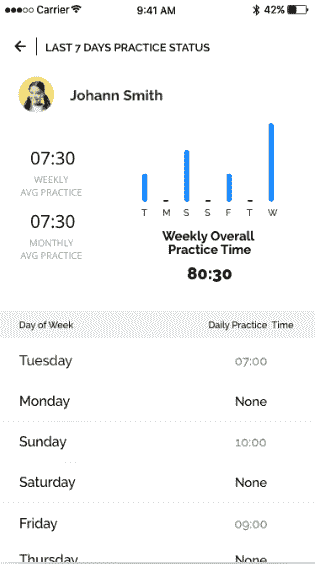 Carrier 9:41 AM 42%
LAST 7 DAYS PRACTICE STATUS
Johann Smith
07:30
WEEKLY
AVG PRACTICE
07:30
MONTHLY
AVG PRACTICE
T M S S F T W
Weekly Overall
Practice Time
80:30
Day of Week Daily Practice Time
Tuesday 07:00
Monday None
Sunday 10:00
Saturday None
Friday 09:00
Thursday None